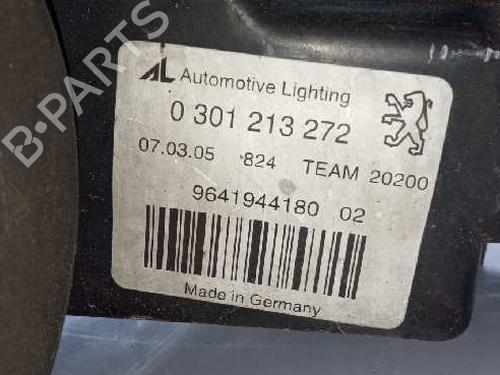 AL Automotive Lighting
0 301 213 272
07.03.05 824 TEAM 20200
9641944180 02
Made in Germany
B-PARTS